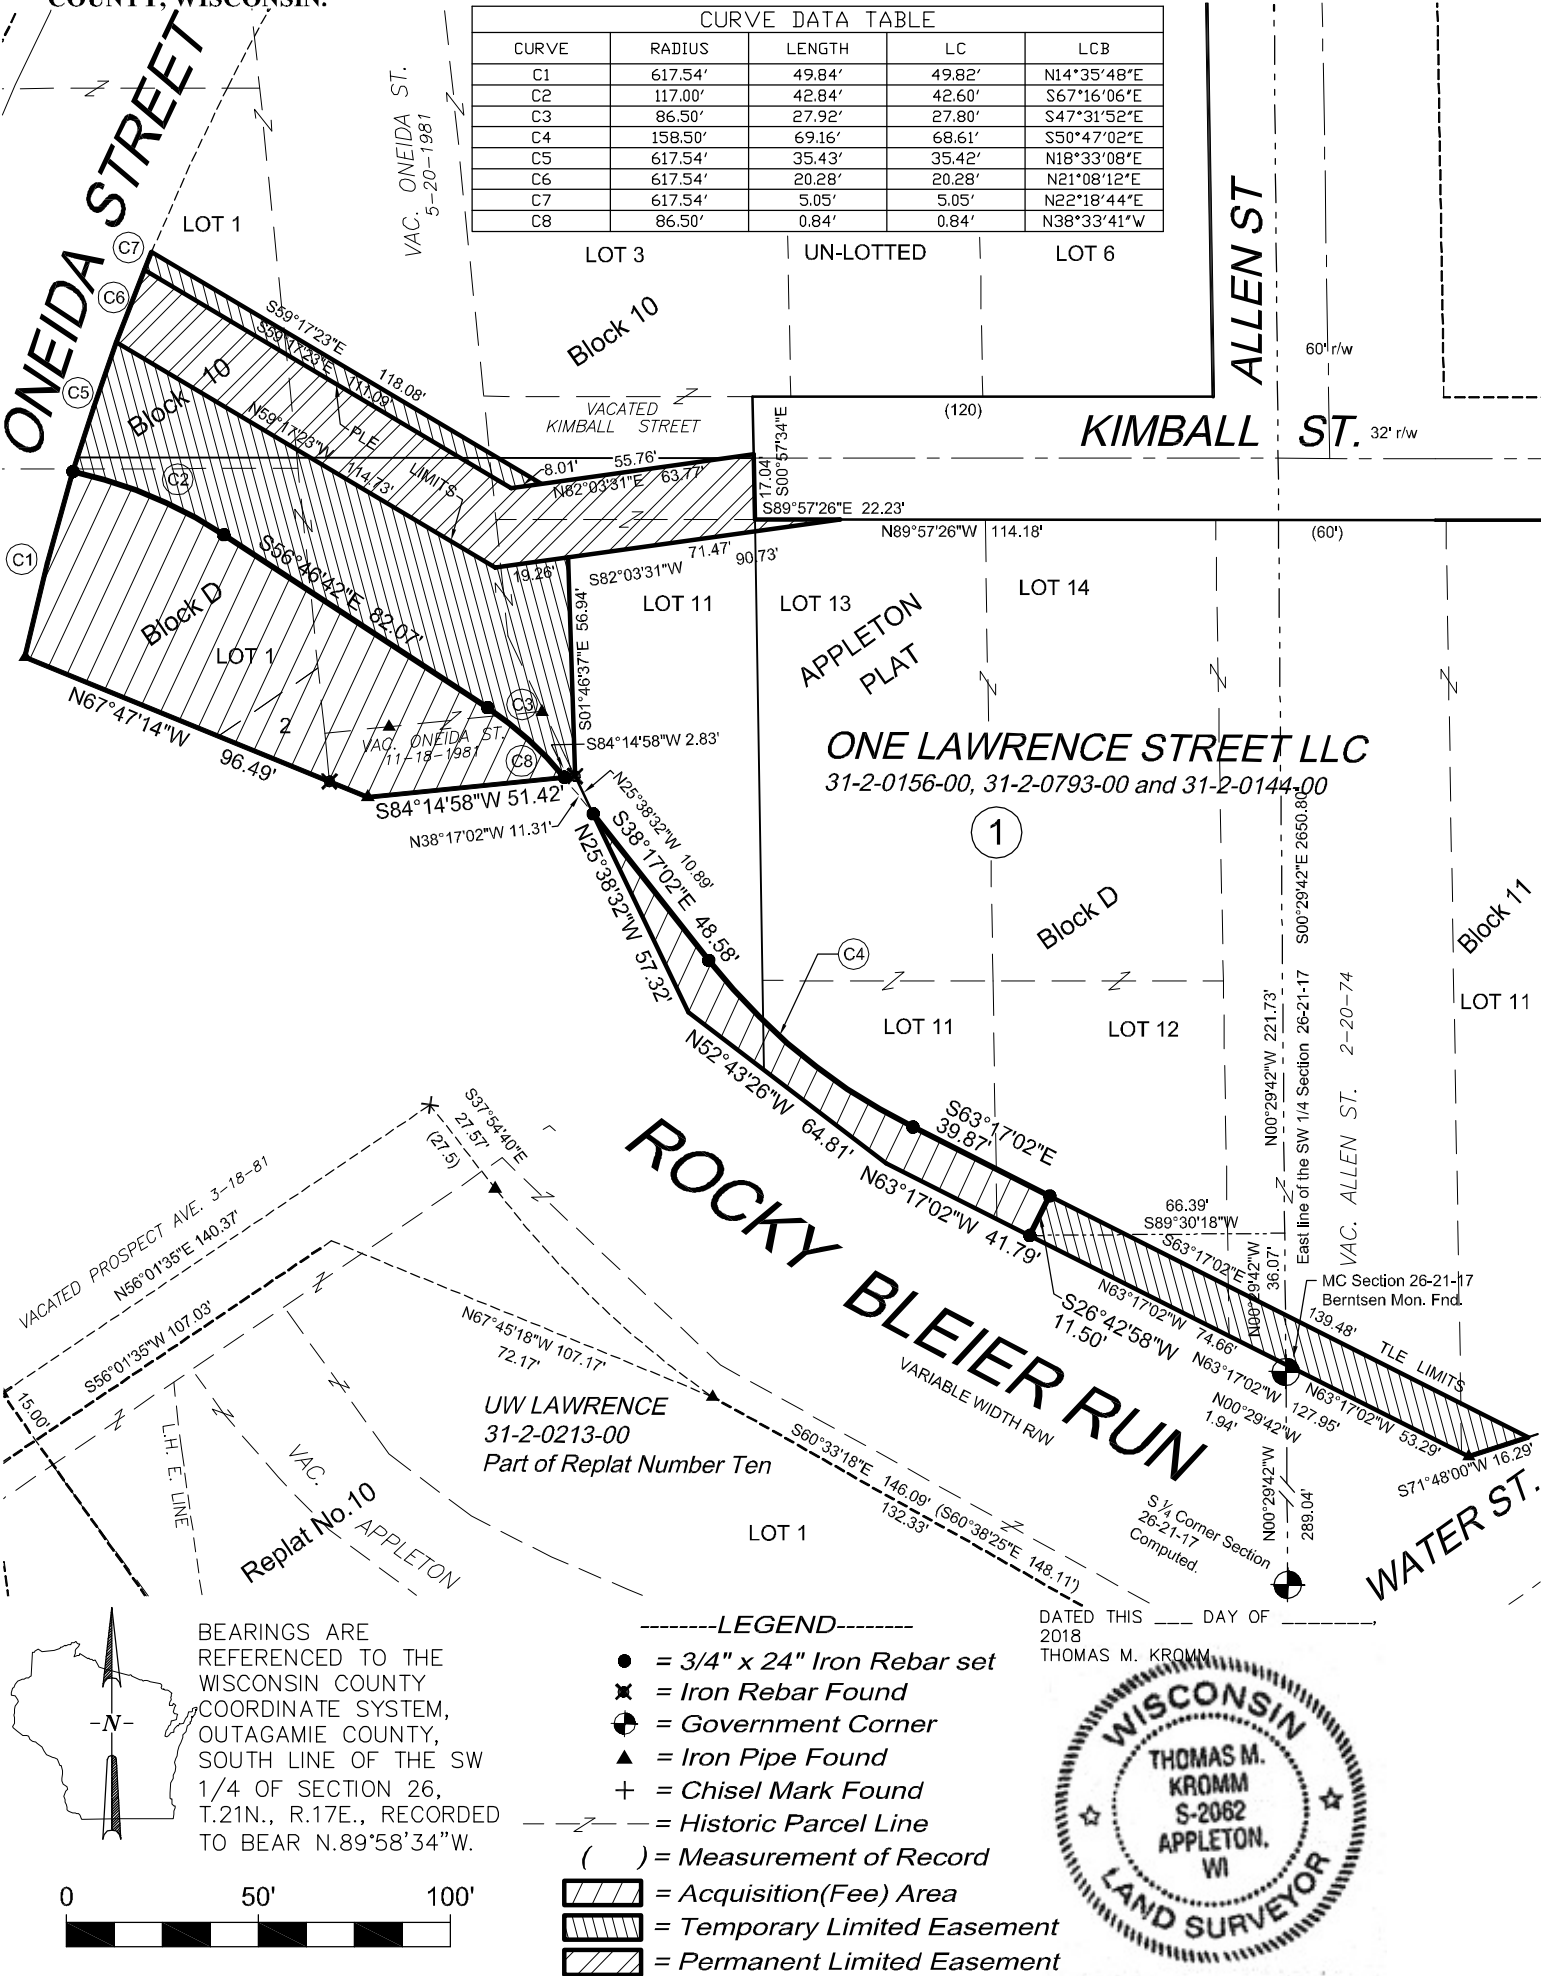 COUNTY, WISCONSIN.
CURVE DATA TABLE
CURVE RADIUS LENGTH LC LCB
C1 617.54' 49.84' 49.82' N14°35'48"E
C2 117.00' 42.84' 42.60' S67°16'06"E
C3 86.50' 27.92' 27.80' S47°31'52"E
C4 158.50' 69.16' 68.61' S50°47'02"E
C5 617.54' 35.43' 35.42' N18°33'08"E
C6 617.54' 20.28' 20.28' N21°08'12"E
C7 617.54' 5.05' 5.05' N22°18'44"E
C8 86.50' 0.84' 0.84' N38°33'41"W
ONEIDA STREET
VAC. ONEIDA ST.
5-20-1981
LOT 1
LOT 3
UN-LOTTED
LOT 6
ALLEN ST
60' r/w
C7
C6
C5
C2
C1
S59°17'23"E
118.08'
S59°17'23"E
111.09'
Block 10
Block 10
PLE
LIMITS
N59°17'23"W
114.73'
VACATED
KIMBALL STREET
(120)
KIMBALL ST.
32' r/w
8.01'
55.76'
N82°03'31"E
63.77'
17.04'
S00°57'34"E
S89°57'26"E 22.23'
N89°57'26"W 114.18'
(60')
71.47'
90.73'
19.26'
S82°03'31"W
LOT 11
LOT 13
LOT 14
APPLETON
PLAT
S56°46'42"E 82.07'
Block D
LOT 1
2
S01°46'37"E 56.94'
C3
C8
VAC. ONEIDA ST.
11-18-1981
N67°47'14"W
96.49'
S84°14'58"W 2.83'
S84°14'58"W 51.42'
N38°17'02"W 11.31'
N25°38'32"W 10.89'
S38°17'02"E 48.58'
N25°38'32"W 57.32'
ONE LAWRENCE STREET LLC
31-2-0156-00, 31-2-0793-00 and 31-2-0144-00
1
S00°29'42"E 2650.80'
Block D
Block 11
C4
LOT 11
LOT 12
LOT 11
N00°29'42"W 221.73'
East line of the SW 1/4 Section 26-21-17
VAC. ALLEN ST. 2-20-74
N52°43'26"W 64.81'
S63°17'02"E
39.87'
N63°17'02"W 41.79'
S26°42'58"W
11.50'
66.39'
S89°30'18"W
S63°17'02"E
139.48'
TLE LIMITS
N00°29'42"W
36.07'
MC Section 26-21-17
Berntsen Mon. Fnd.
N63°17'02"W 74.66'
N63°17'02"W 127.95'
N63°17'02"W 53.29'
N00°29'42"W
1.94'
S71°48'00"W 16.29'
ROCKY BLEIER RUN
VARIABLE WIDTH R/W
WATER ST.
S37°54'40"E
27.57'
(27.5)
VACATED PROSPECT AVE. 3-18-81
N56°01'35"E 140.37'
S56°01'35"W 107.03'
15.00'
N67°45'18"W 107.17'
72.17'
UW LAWRENCE
31-2-0213-00
Part of Replat Number Ten
S60°33'18"E 146.09' (S60°38'25"E 148.11')
132.33'
LOT 1
L.H. E. LINE
VAC.
APPLETON
Replat No.10
N00°29'42"W
289.04'
S 1/4 Corner Section
26-21-17
Computed.
-N-
BEARINGS ARE
REFERENCED TO THE
WISCONSIN COUNTY
COORDINATE SYSTEM,
OUTAGAMIE COUNTY,
SOUTH LINE OF THE SW
1/4 OF SECTION 26,
T.21N., R.17E., RECORDED
TO BEAR N.89°58'34"W.
0 50' 100'
--------LEGEND--------
= 3/4" x 24" Iron Rebar set
= Iron Rebar Found
= Government Corner
= Iron Pipe Found
= Chisel Mark Found
= Historic Parcel Line
( ) = Measurement of Record
= Acquisition(Fee) Area
= Temporary Limited Easement
= Permanent Limited Easement
DATED THIS ___ DAY OF _______,
2018
THOMAS M. KROMM
WISCONSIN
THOMAS M.
KROMM
S-2062
APPLETON,
WI
LAND SURVEYOR